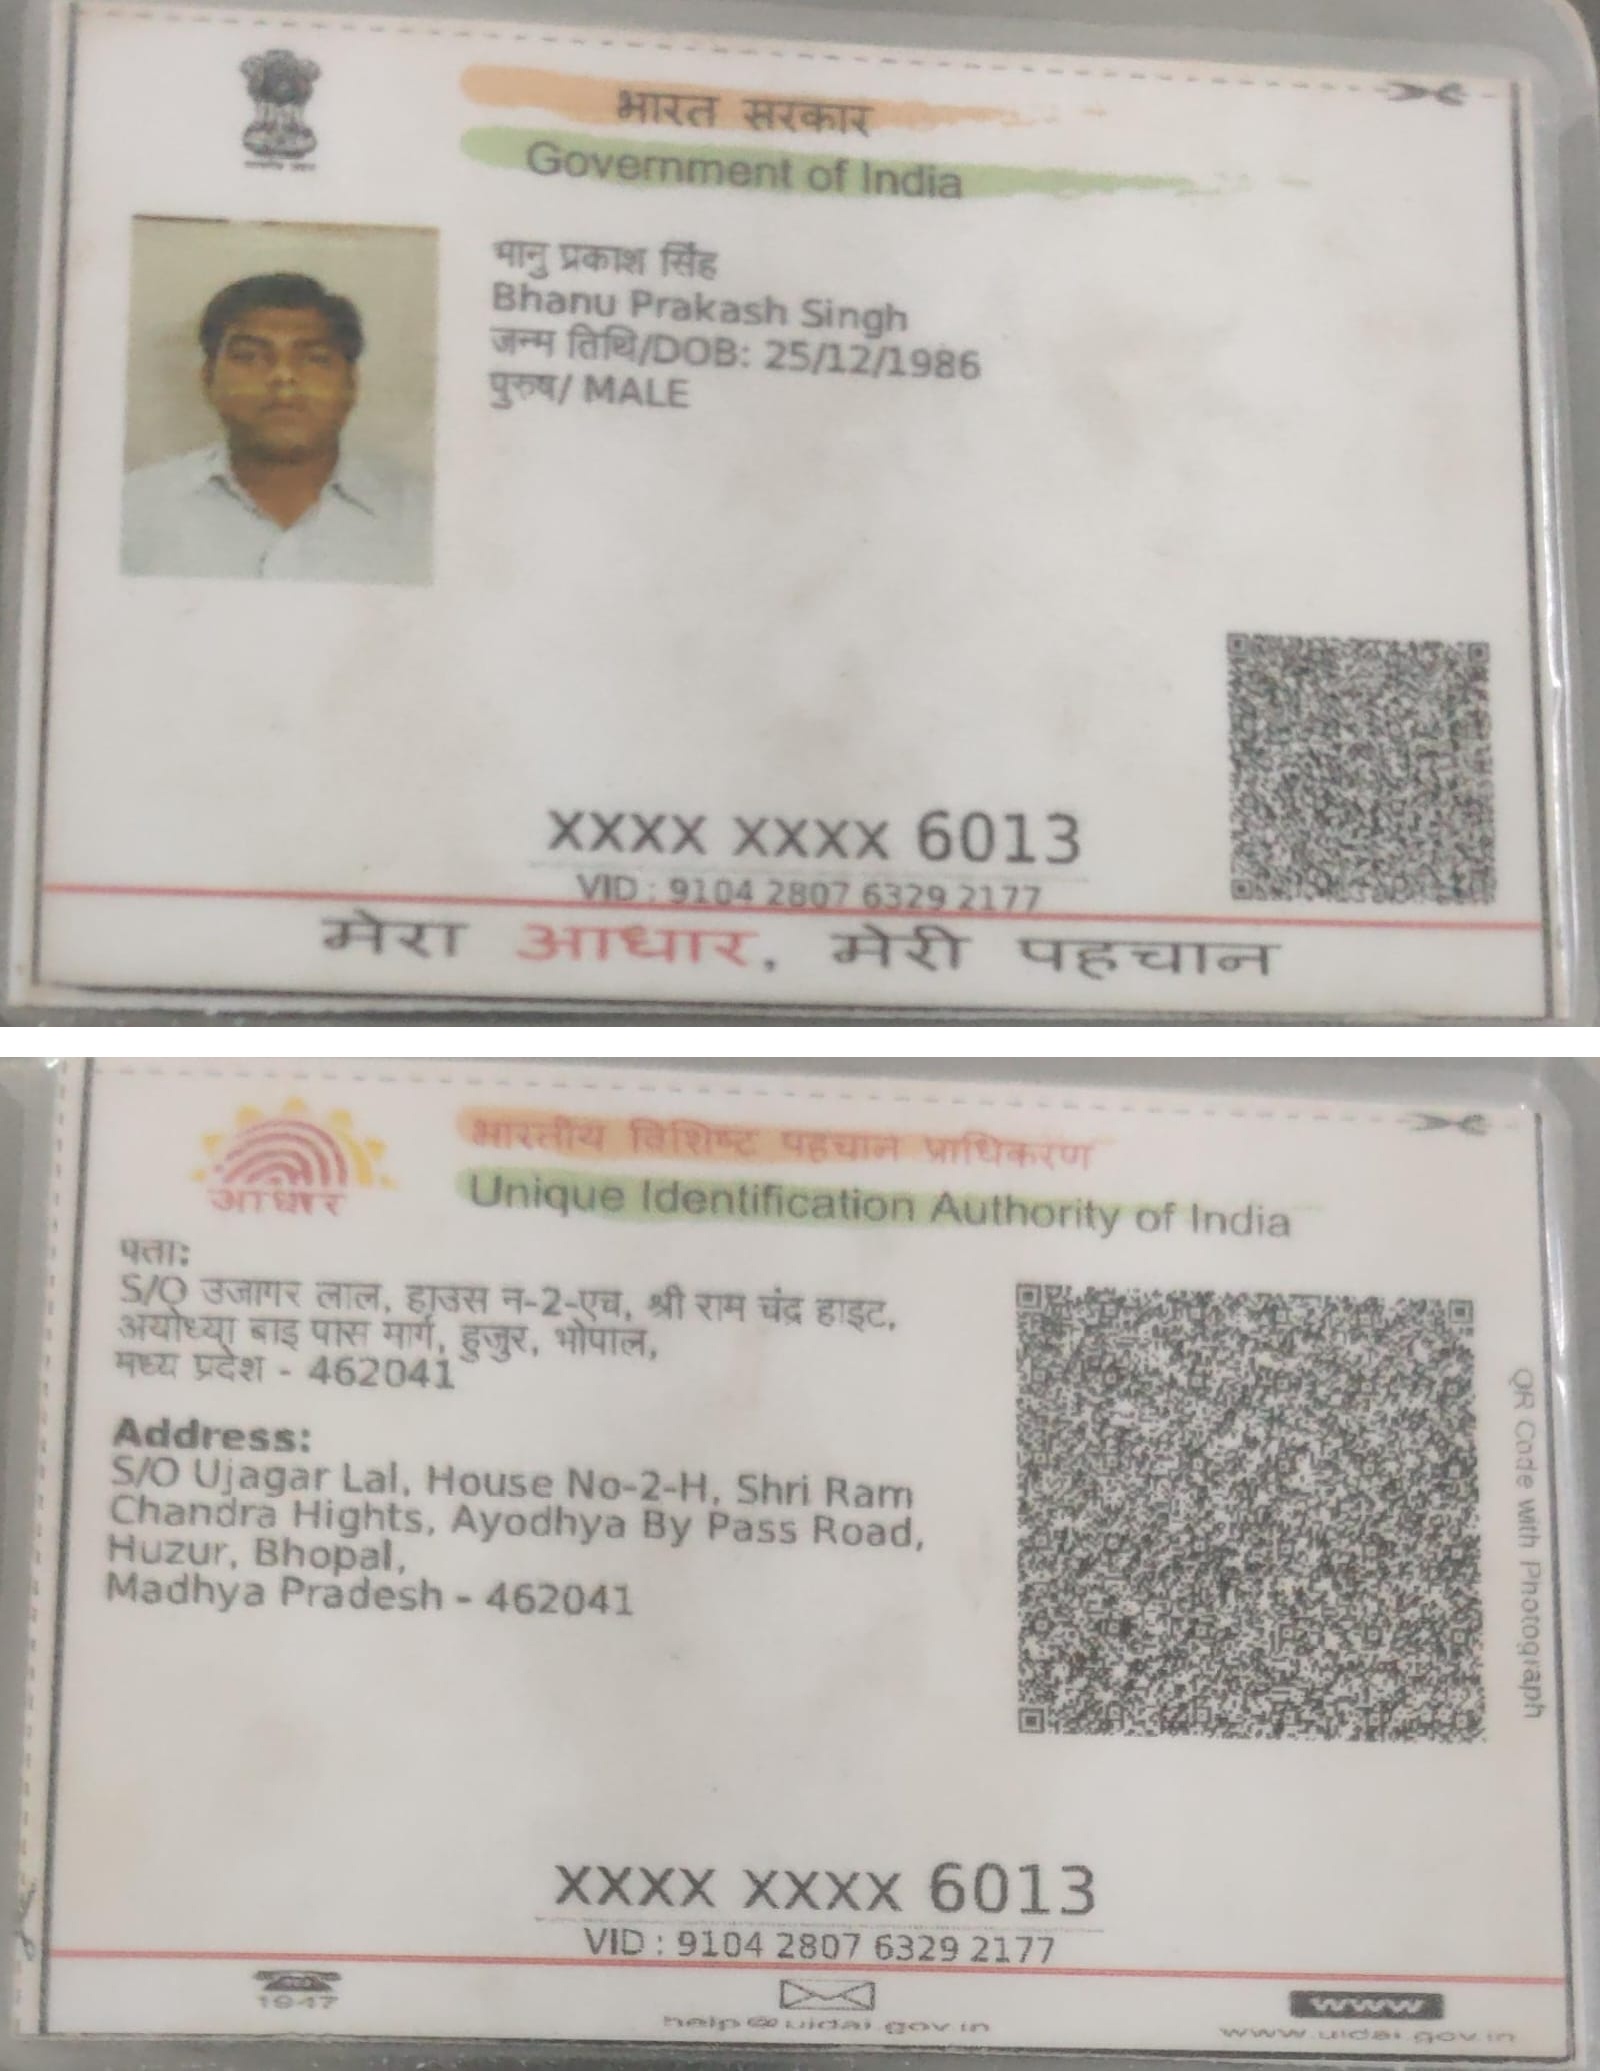 भारत सरकार
Government of India
भानु प्रकाश सिंह
Bhanu Prakash Singh
जन्म तिथि/DOB: 25/12/1986
पुरुष/ MALE
XXXX XXXX 6013
VID : 9104 2807 6329 2177
मेरा आधार, मेरी पहचान
भारतीय विशिष्ट पहचान प्राधिकरण
Unique Identification Authority of India
आधार
पता:
S/O उजागर लाल, हाउस न-2-एच, श्री राम चंद्र हाइट,
अयोध्या बाइ पास मार्ग, हुजुर, भोपाल,
मध्य प्रदेश - 462041
Address:
S/O Ujagar Lal, House No-2-H, Shri Ram
Chandra Hights, Ayodhya By Pass Road,
Huzur, Bhopal,
Madhya Pradesh - 462041
QR Code with Photograph
XXXX XXXX 6013
VID : 9104 2807 6329 2177
1947
help@uidai.gov.in
www
www.uidai.gov.in